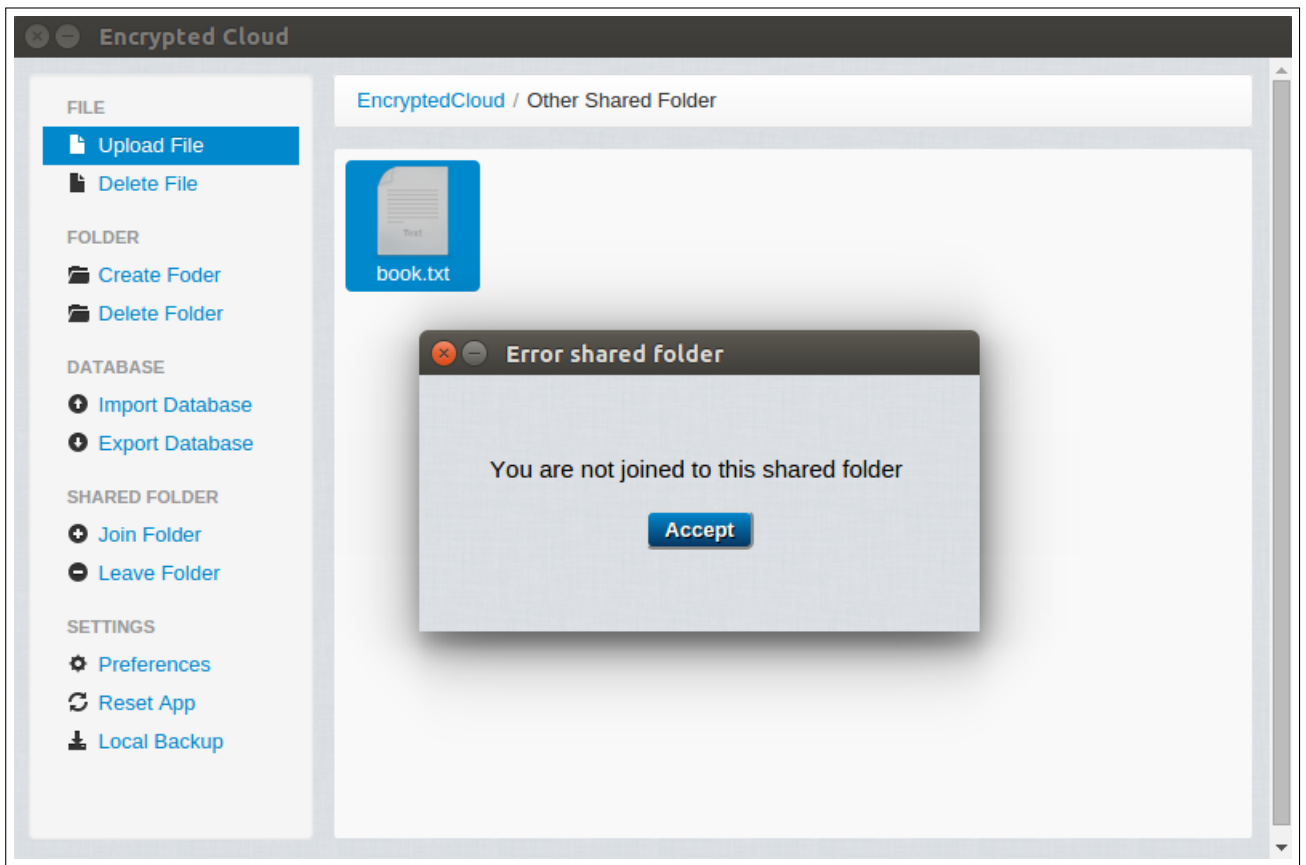 Encrypted Cloud
FILE
Upload File
Delete File
FOLDER
Create Foder
Delete Folder
DATABASE
Import Database
Export Database
SHARED FOLDER
Join Folder
Leave Folder
SETTINGS
Preferences
Reset App
Local Backup
EncryptedCloud / Other Shared Folder
Text
book.txt
Error shared folder
You are not joined to this shared folder
Accept